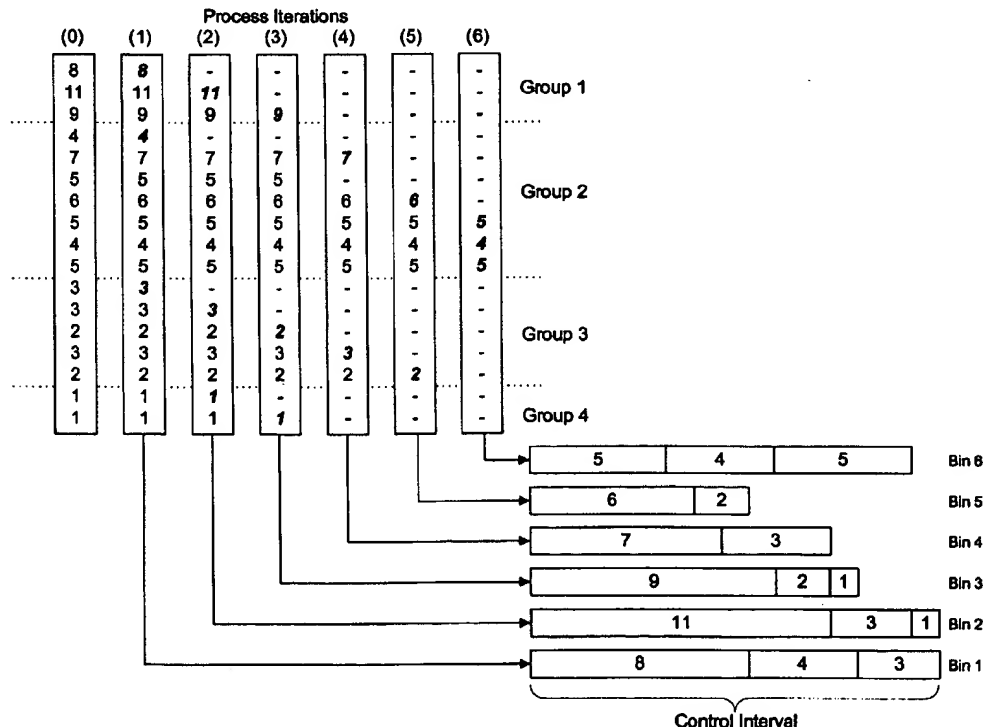 Process Iterations
(0) (1) (2) (3) (4) (5) (6)
8 8 - - - - -
11 11 11 - - - -
Group 1
9 9 9 9 - - -
4 4 - - - - -
7 7 7 7 7 - -
5 5 5 5 - - -
6 6 6 6 6 6 -
Group 2
5 5 5 5 5 5 5
4 4 4 4 4 4 4
5 5 5 5 5 5 5
3 3 - - - - -
3 3 3 - - - -
2 2 2 2 - - -
Group 3
3 3 3 3 3 - -
2 2 2 2 2 2 -
1 1 1 - - - -
1 1 1 1 - - -
Group 4
5 4 5 Bin 6
6 2 Bin 5
7 3 Bin 4
9 2 1 Bin 3
11 3 1 Bin 2
8 4 3 Bin 1
Control Interval